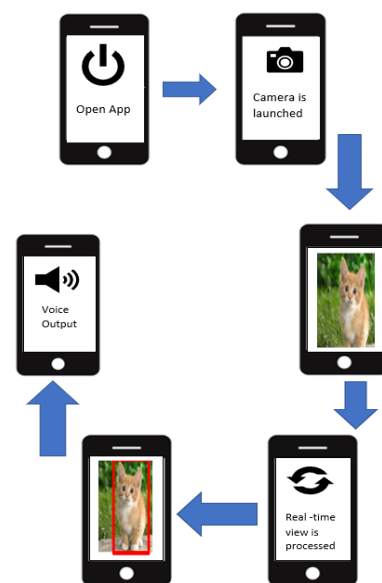 Open App
Camera is
launched
Voice
Output
Real -time
view is
processed